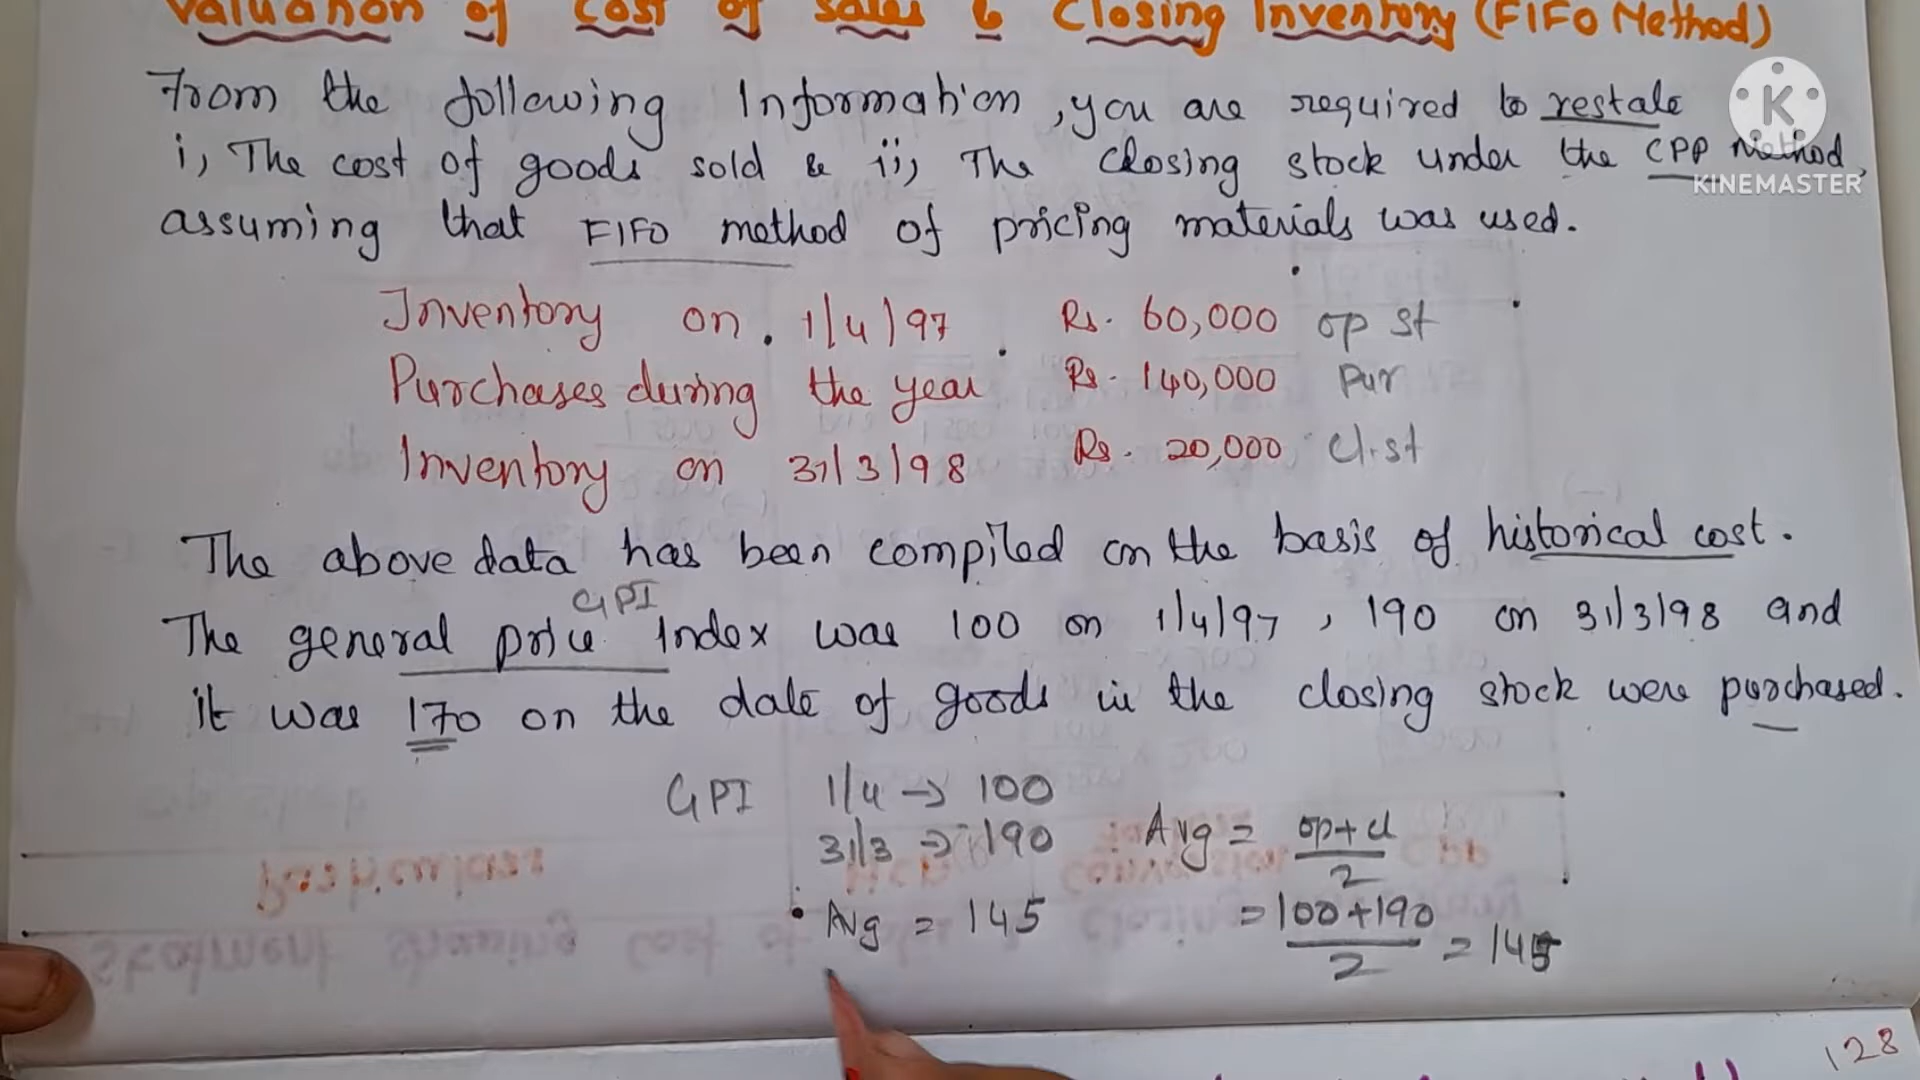 Valuation of Cost of Sales & Closing Inventory (FIFO Method)
From the following Information, you are required to restate
i, The cost of goods sold & ii, The closing stock under the CPP Method,
assuming that FIFO method of pricing materials was used.
Inventory on 1/4/97 Rs. 60,000 op st
Purchases during the year Rs. 140,000 Pur
Inventory on 31/3/98 Rs. 20,000 cl.st
The above data has been compiled on the basis of historical cost.
GPI
The general price Index was 100 on 1/4/97, 190 on 31/3/98 and
it was 170 on the date of goods in the closing stock were purchased.
GPI 1/4 → 100
31/3 → 190
Avg = 145
Avg = op+cl
2
= 100+190
2
= 145
K
KINEMASTER
128